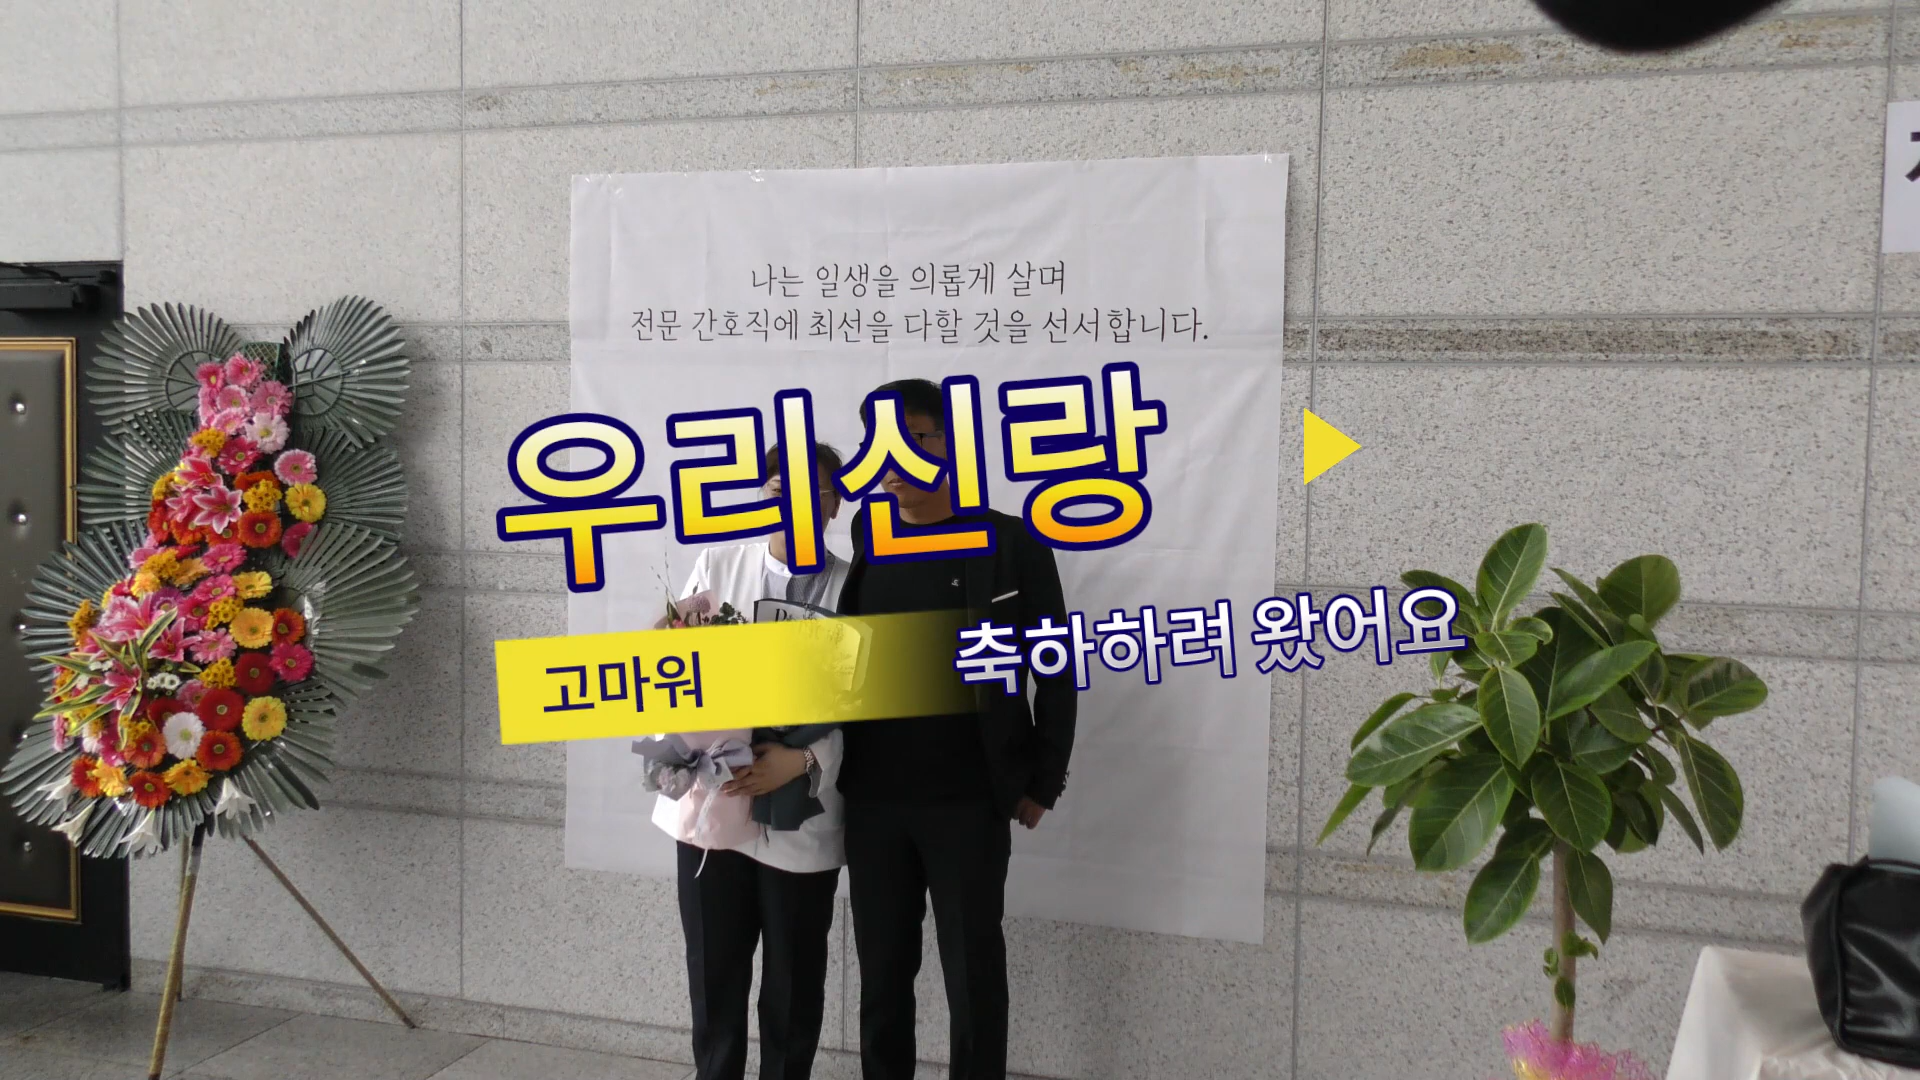 나는 일생을 의롭게 살며
전문 간호직에 최선을 다할 것을 선서합니다.
우리신랑
축하하려 왔어요
고마워